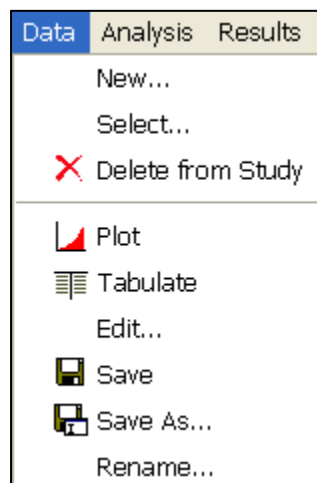 Data Analysis Results
New...
Select...
Delete from Study
Plot
Tabulate
Edit...
Save
Save As...
Rename...